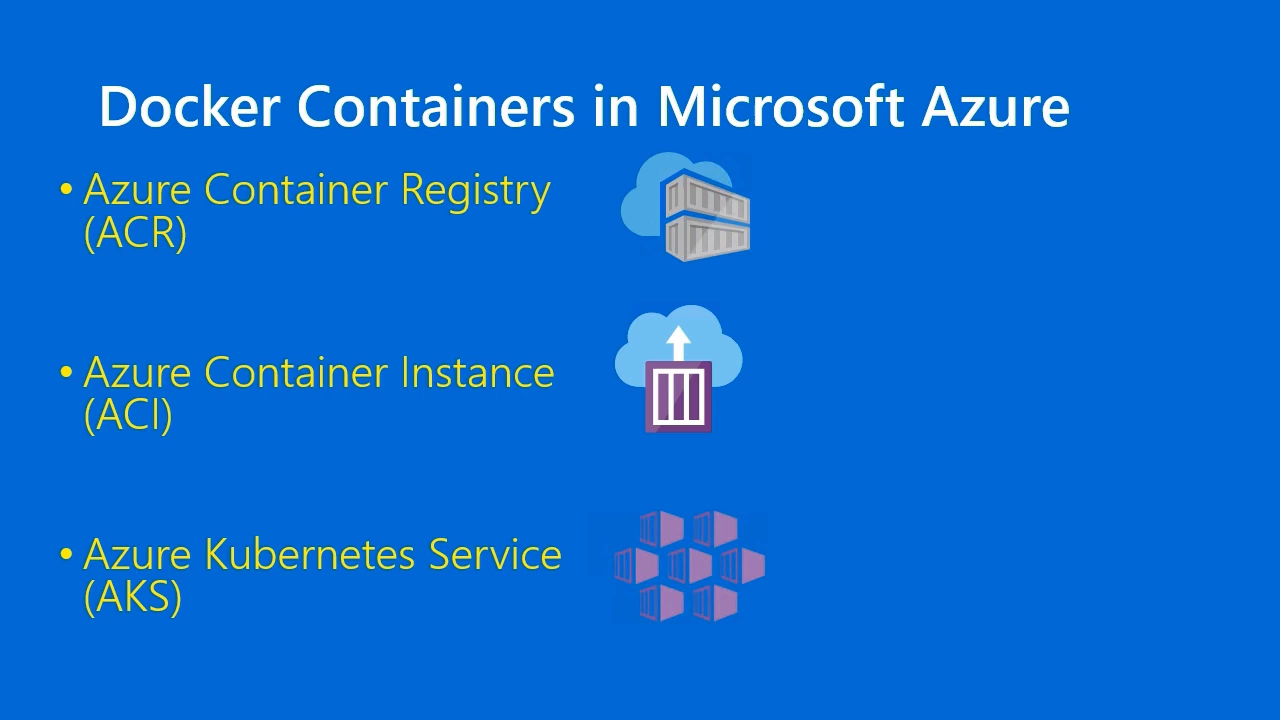 Docker Containers in Microsoft Azure
• Azure Container Registry
(ACR)
• Azure Container Instance
(ACI)
• Azure Kubernetes Service
(AKS)